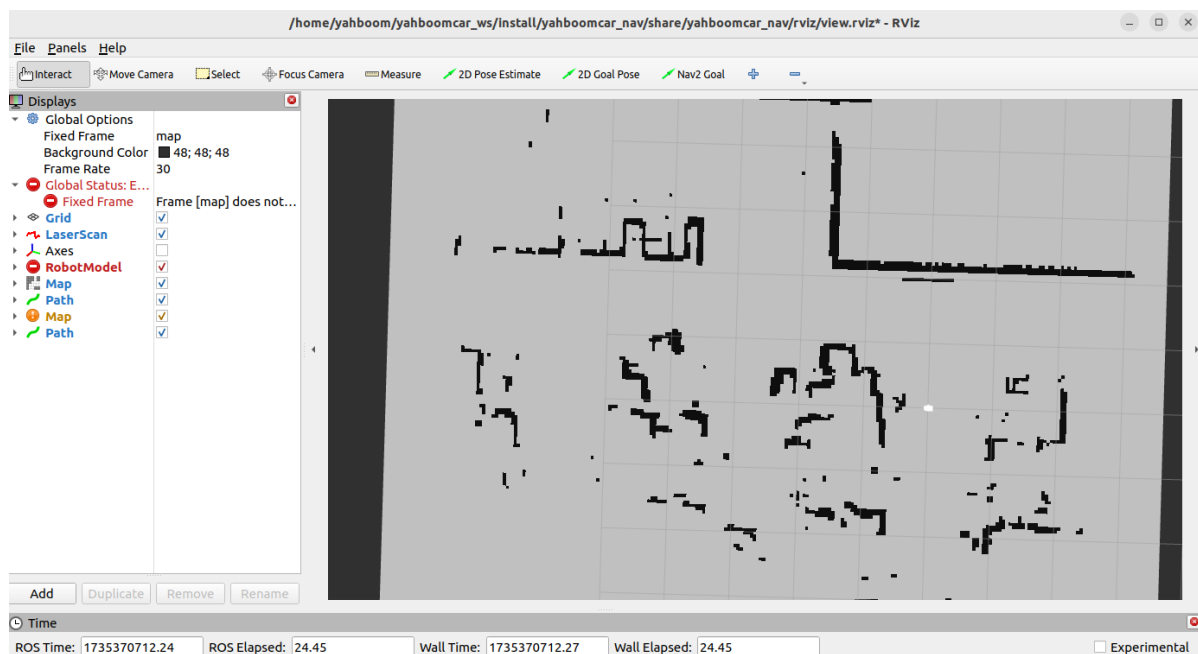 /home/yahboom/yahboomcar_ws/install/yahboomcar_nav/share/yahboomcar_nav/rviz/view.rviz* - RViz
File Panels Help
Interact Move Camera Select Focus Camera Measure 2D Pose Estimate 2D Goal Pose Nav2 Goal
Displays
Global Options
Fixed Frame map
Background Color 48; 48; 48
Frame Rate 30
Global Status: E...
Fixed Frame Frame [map] does not...
Grid
LaserScan
Axes
RobotModel
Map
Path
Map
Path
Add Duplicate Remove Rename
Time
ROS Time: 1735370712.24 ROS Elapsed: 24.45 Wall Time: 1735370712.27 Wall Elapsed: 24.45 Experimental